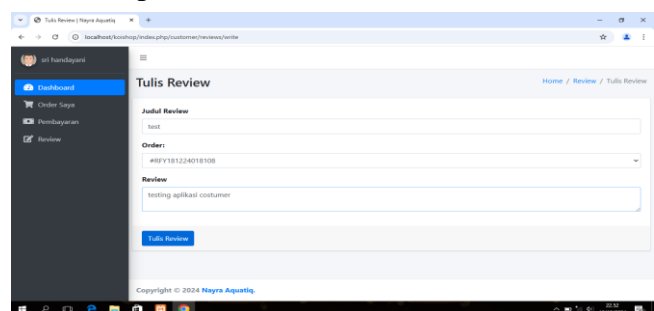 Tulis Review | Nayra Aquatiq
localhost/koishop/index.php/customer/reviews/write
sri handayani
Dashboard
Order Saya
Pembayaran
Review
Tulis Review
Home / Review / Tulis Review
Judul Review
test
Order:
#RFY181224018108
Review
testing aplikasi costumer
Tulis Review
Copyright © 2024 Nayra Aquatiq.
22.52